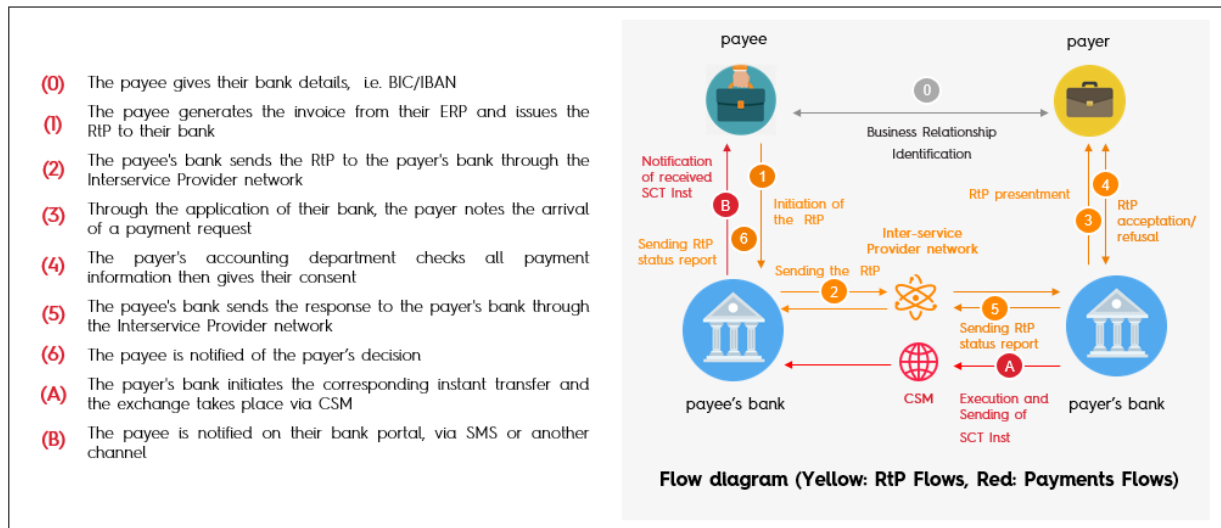 (0) The payee gives their bank details, i.e. BIC/IBAN
(1) The payee generates the invoice from their ERP and issues the
RtP to their bank
(2) The payee's bank sends the RtP to the payer's bank through the
Interservice Provider network
(3) Through the application of their bank, the payer notes the arrival
of a payment request
(4) The payer's accounting department checks all payment
information then gives their consent
(5) The payee's bank sends the response to the payer's bank through
the Interservice Provider network
(6) The payee is notified of the payer's decision
(A) The payer's bank initiates the corresponding instant transfer and
the exchange takes place via CSM
(B) The payee is notified on their bank portal, via SMS or another
channel
payee
payer
0
Business Relationship
Identification
Notification
of received
SCT Inst
B
1
Initiation of
the RtP
6
Sending RtP
status report
RtP presentment
3
4
RtP
acceptation/
refusal
Inter-service
Provider network
Sending the RtP
2
5
Sending RtP
status report
A
CSM
Execution and
Sending of
SCT Inst
payee's bank
payer's bank
Flow diagram (Yellow: RtP Flows, Red: Payments Flows)